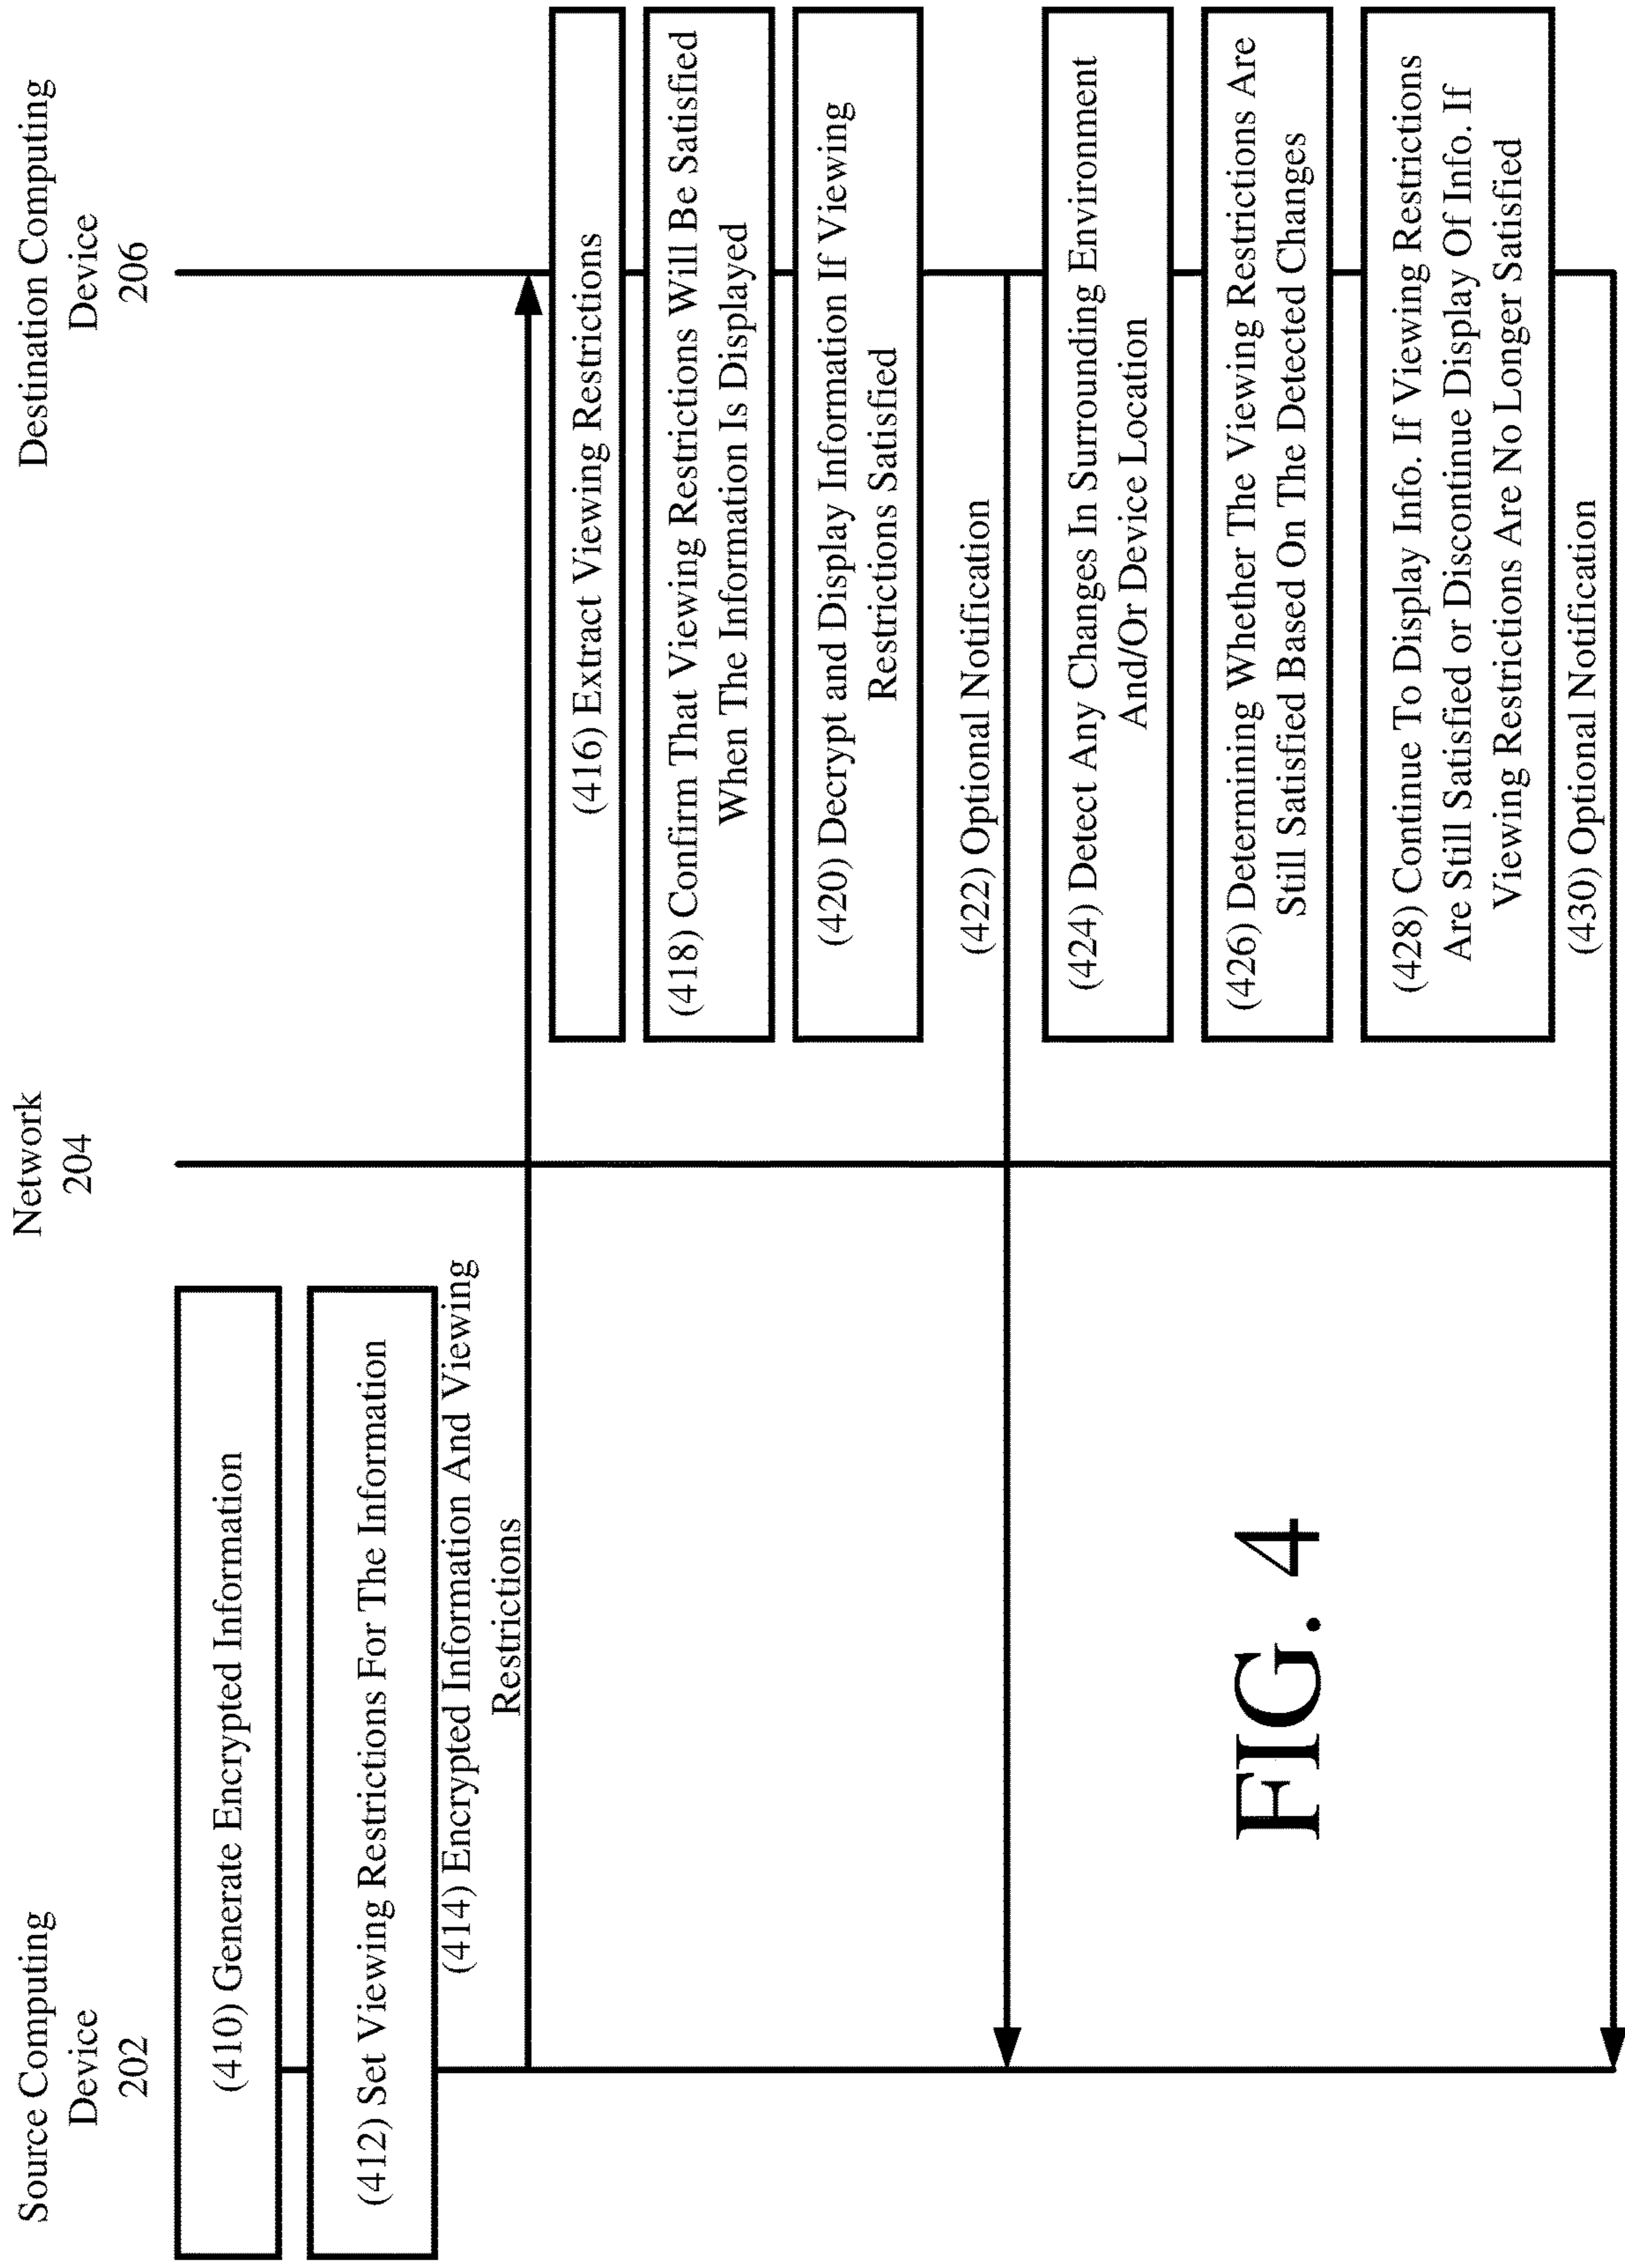 Source Computing
Device
202
Network
204
Destination Computing
Device
206
(410) Generate Encrypted Information
(412) Set Viewing Restrictions For The Information
(414) Encrypted Information And Viewing
Restrictions
(416) Extract Viewing Restrictions
(418) Confirm That Viewing Restrictions Will Be Satisfied
When The Information Is Displayed
(420) Decrypt and Display Information If Viewing
Restrictions Satisfied
(422) Optional Notification
(424) Detect Any Changes In Surrounding Environment
And/Or Device Location
(426) Determining Whether The Viewing Restrictions Are
Still Satisfied Based On The Detected Changes
(428) Continue To Display Info. If Viewing Restrictions
Are Still Satisfied or Discontinue Display Of Info. If
Viewing Restrictions Are No Longer Satisfied
(430) Optional Notification
FIG. 4